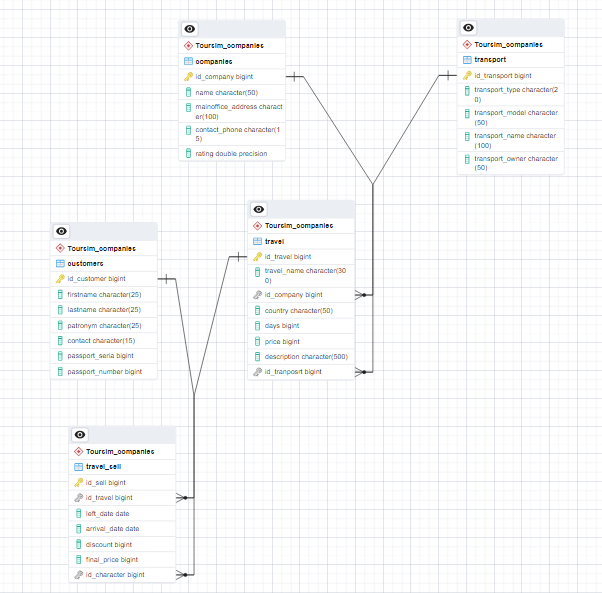 Toursim_companies
companies
id_company bigint
name character(50)
mainoffice_address charact
er(100)
contact_phone character(1
5)
rating double precision
Toursim_companies
transport
id_transport bigint
transport_type character(2
0)
transport_model character
(50)
transport_name character
(100)
transport_owner character
(50)
Toursim_companies
travel
id_travel bigint
travel_name character(30
0)
id_company bigint
country character(50)
days bigint
price bigint
description character(500)
id_tranposrt bigint
Toursim_companies
customers
id_customer bigint
firstname character(25)
lastname character(25)
patronym character(25)
contact character(15)
passport_seria bigint
passport_number bigint
Toursim_companies
travel_sell
id_sell bigint
id_travel bigint
left_date date
arrival_date date
discount bigint
final_price bigint
id_character bigint